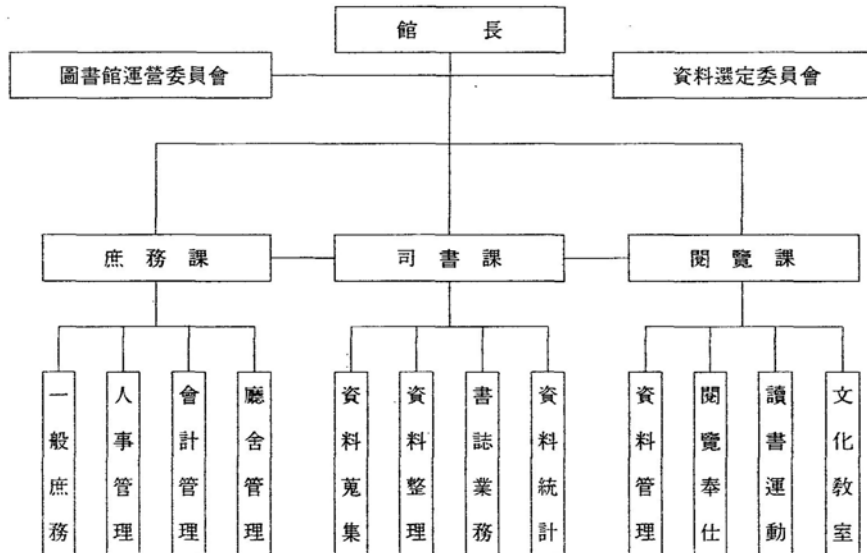 館長
圖書館運營委員會
資料選定委員會
庶務課
司書課
閱覽課
一般庶務
人事管理
會計管理
廳舍管理
資料蒐集
資料整理
書誌業務
資料統計
資料管理
閱覽奉仕
讀書運動
文化敎室